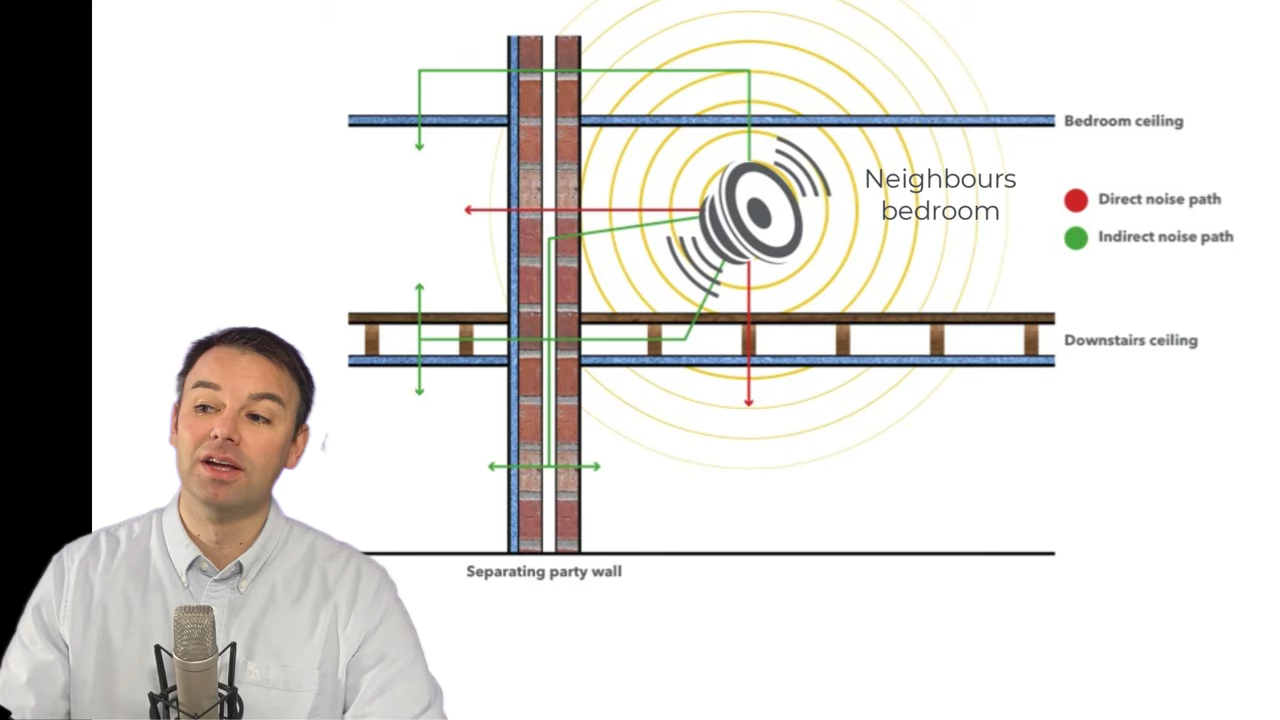 Bedroom ceiling
Neighbours
bedroom
Direct noise path
Indirect noise path
Downstairs ceiling
Separating party wall